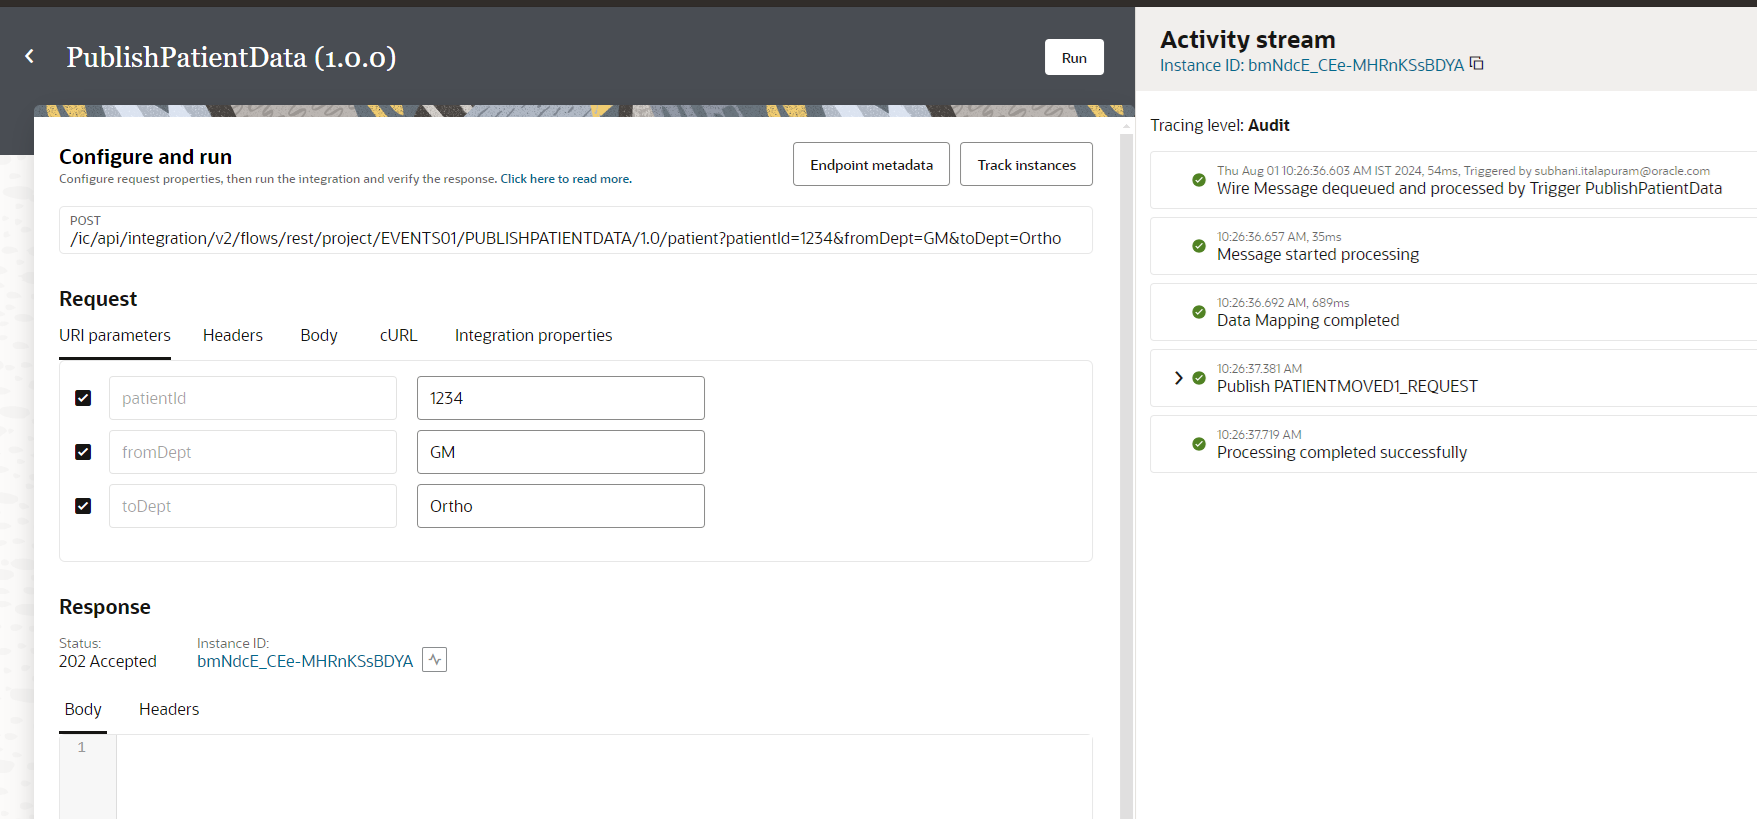 PublishPatientData (1.0.0)
Run
Configure and run
Configure request properties, then run the integration and verify the response. Click here to read more.
Endpoint metadata
Track instances
POST
/ic/api/integration/v2/flows/rest/project/EVENTS01/PUBLISHPATIENTDATA/1.0/patient?patientId=1234&fromDept=GM&toDept=Ortho
Request
URI parameters Headers Body cURL Integration properties
patientId 1234
fromDept GM
toDept Ortho
Response
Status: Instance ID:
202 Accepted bmNdcE_CEe-MHRnKSsBDYA
Body Headers
1
Activity stream
Instance ID: bmNdcE_CEe-MHRnKSsBDYA
Tracing level: Audit
Thu Aug 01 10:26:36.603 AM IST 2024, 54ms, Triggered by subhani.italapuram@oracle.com
Wire Message dequeued and processed by Trigger PublishPatientData
10:26:36.657 AM, 35ms
Message started processing
10:26:36.692 AM, 689ms
Data Mapping completed
10:26:37.381 AM
Publish PATIENTMOVED1_REQUEST
10:26:37.719 AM
Processing completed successfully